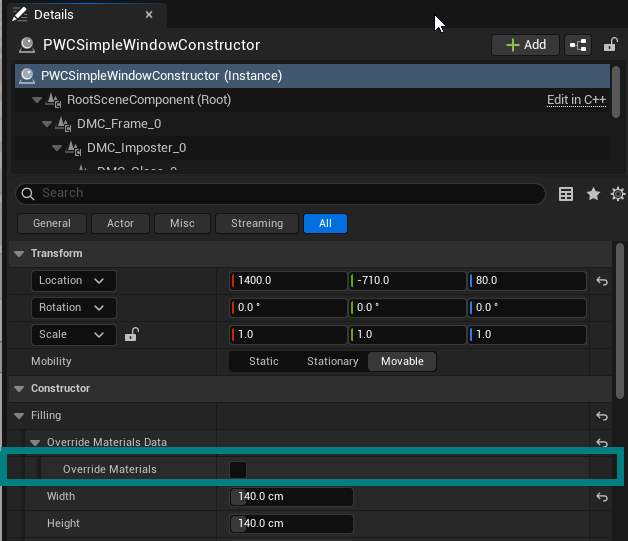 Details
PWCSimpleWindowConstructor
Add
PWCSimpleWindowConstructor (Instance)
RootSceneComponent (Root) Edit in C++
DMC_Frame_0
DMC_Imposter_0
DMC_Glass_0
Search
General Actor Misc Streaming All
Transform
Location 1400.0 -710.0 80.0
Rotation 0.0 ° 0.0 ° 0.0 °
Scale 1.0 1.0 1.0
Mobility Static Stationary Movable
Constructor
Filling
Override Materials Data
Override Materials
Width 140.0 cm
Height 140.0 cm